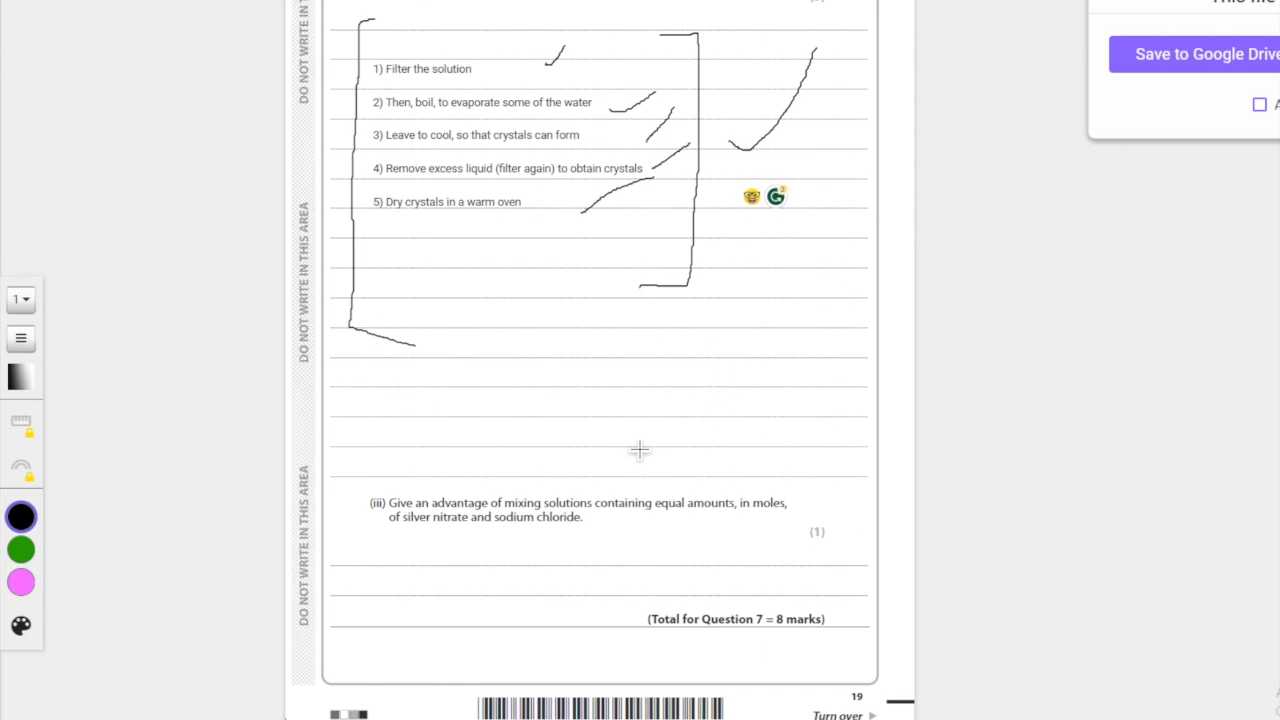 DO NOT WRITE IN T
1) Filter the solution
2) Then, boil, to evaporate some of the water
3) Leave to cool, so that crystals can form
4) Remove excess liquid (filter again) to obtain crystals
5) Dry crystals in a warm oven
DO NOT WRITE IN THIS AREA
(iii) Give an advantage of mixing solutions containing equal amounts, in moles,
of silver nitrate and sodium chloride.
(1)
DO NOT WRITE IN THIS AREA
(Total for Question 7 = 8 marks)
19
Turn over
Save to Google Drive
1
G
2